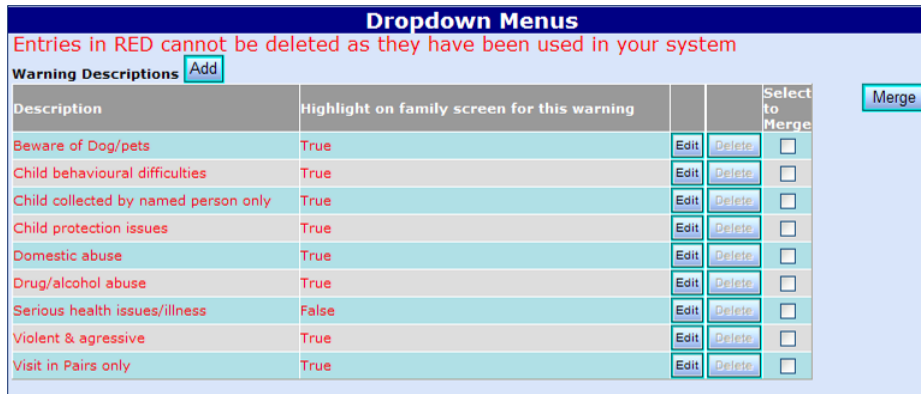 Dropdown Menus
Entries in RED cannot be deleted as they have been used in your system
Warning Descriptions Add
Description Highlight on family screen for this warning Select to Merge Merge
Beware of Dog/pets True Edit Delete
Child behavioural difficulties True Edit Delete
Child collected by named person only True Edit Delete
Child protection issues True Edit Delete
Domestic abuse True Edit Delete
Drug/alcohol abuse True Edit Delete
Serious health issues/illness False Edit Delete
Violent & agressive True Edit Delete
Visit in Pairs only True Edit Delete